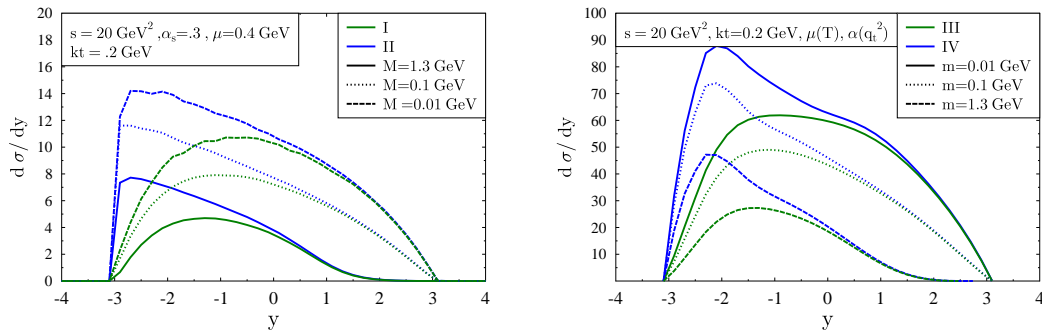 s = 20 GeV², αₛ=.3 , μ=0.4 GeV
kt = .2 GeV
I
II
M=1.3 GeV
M=0.1 GeV
M =0.01 GeV
20
18
16
14
12
10
8
6
4
2
0
-4 -3 -2 -1 0 1 2 3 4
d σ/ dy
y
s = 20 GeV², kt=0.2 GeV, μ(T), α(qₜ²)
III
IV
m=0.01 GeV
m=0.1 GeV
m=1.3 GeV
100
90
80
70
60
50
40
30
20
10
-4 -3 -2 -1 0 1 2 3 4
d σ/ dy
y